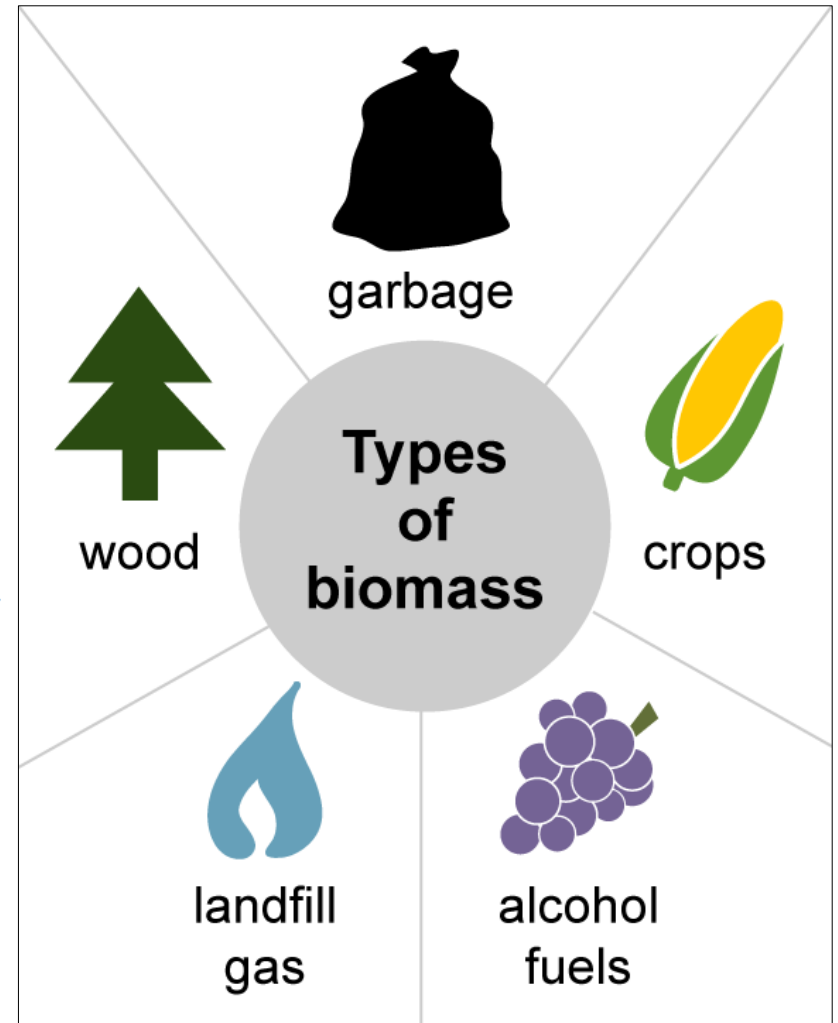 garbage
wood
Types
of
biomass
crops
landfill
gas
alcohol
fuels